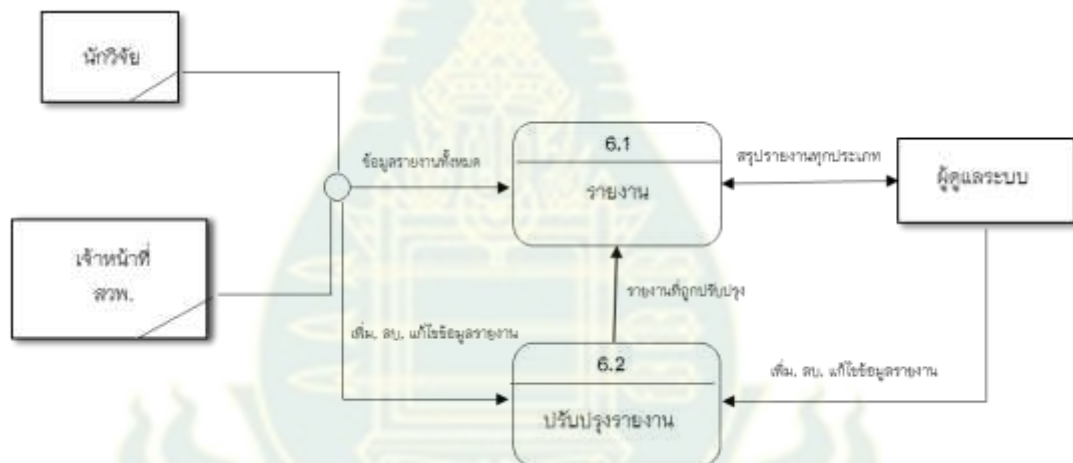 นักวิจัย
6.1
ข้อมูลรายงานทั้งหมด
สรุปรายงานทุกประเภท
รายงาน
ผู้ดูแลระบบ
เจ้าหน้าที่
สวพ.
รายงานที่ถูกปรับปรุง
เพิ่ม, ลบ, แก้ไขข้อมูลรายงาน
6.2
เพิ่ม, ลบ, แก้ไขข้อมูลรายงาน
ปรับปรุงรายงาน